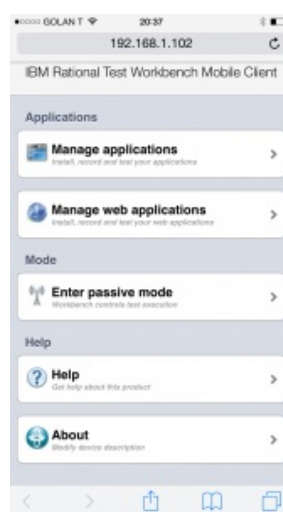 GOLAN T 20:37
192.168.1.102
IBM Rational Test Workbench Mobile Client
Applications
Manage applications
Install, record and test your applications
Manage web applications
Install, record and test your web applications
Mode
Enter passive mode
Workbench controls test execution
Help
Help
Get help about this product
About
Modify device description